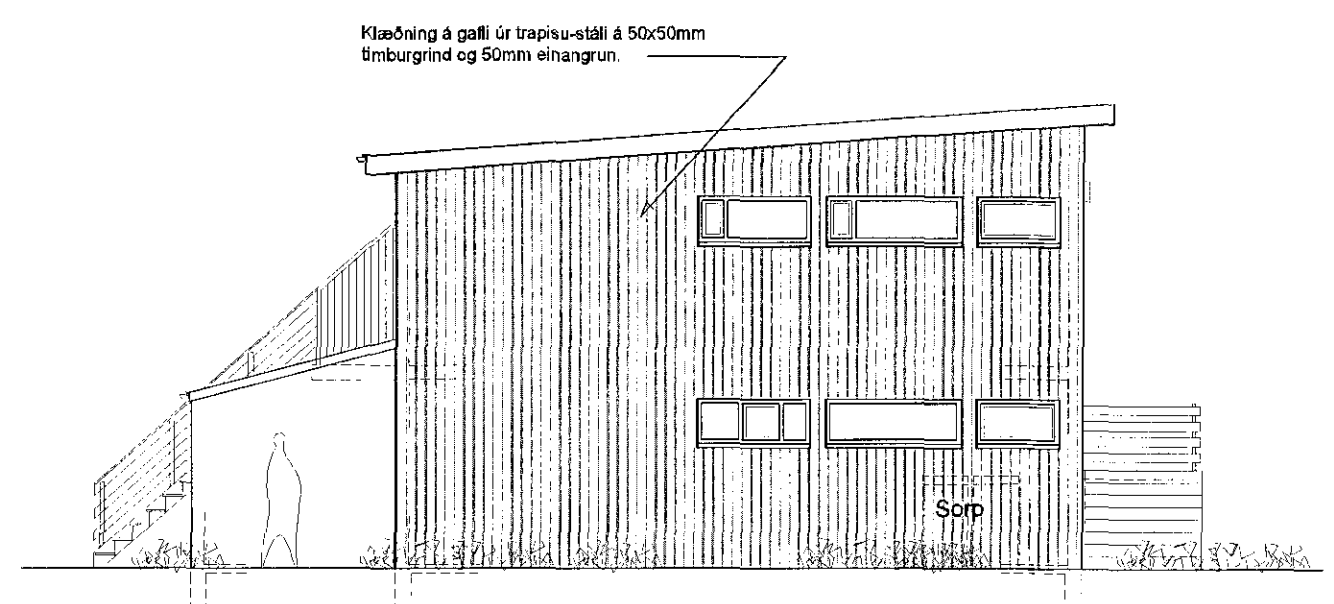 Klæðning á gafli úr trapisu-stáli á 50x50mm
timburgrind og 50mm einangrun.
Sorp